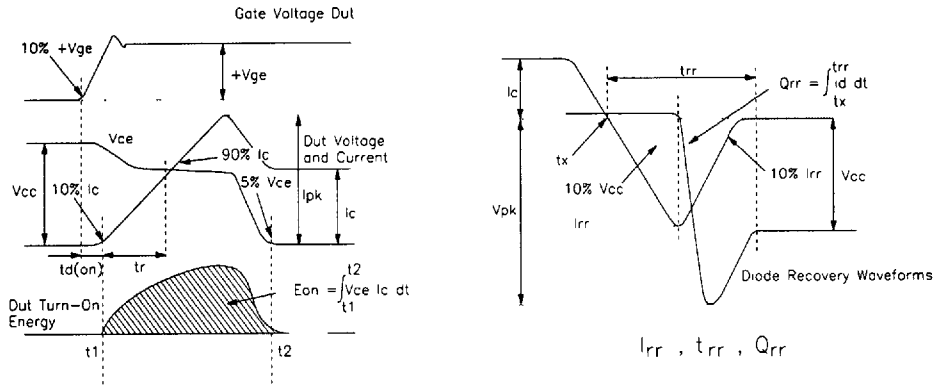 Gate Voltage Dut
10% +Vge
+Vge
Vce
90% Ic
Dut Voltage
and Current
Vcc
10% Ic
5% Vce
Ipk
Ic
td(on)
tr
Dut Turn-On
Energy
Eon = ∫ Vce Ic dt
t2
t1
t1
t2
trr
Ic
Qrr = ∫ id dt
trr
tx
tx
10% Vcc
10% Irr
Vcc
Vpk
Irr
Diode Recovery Waveforms
Irr , trr , Qrr